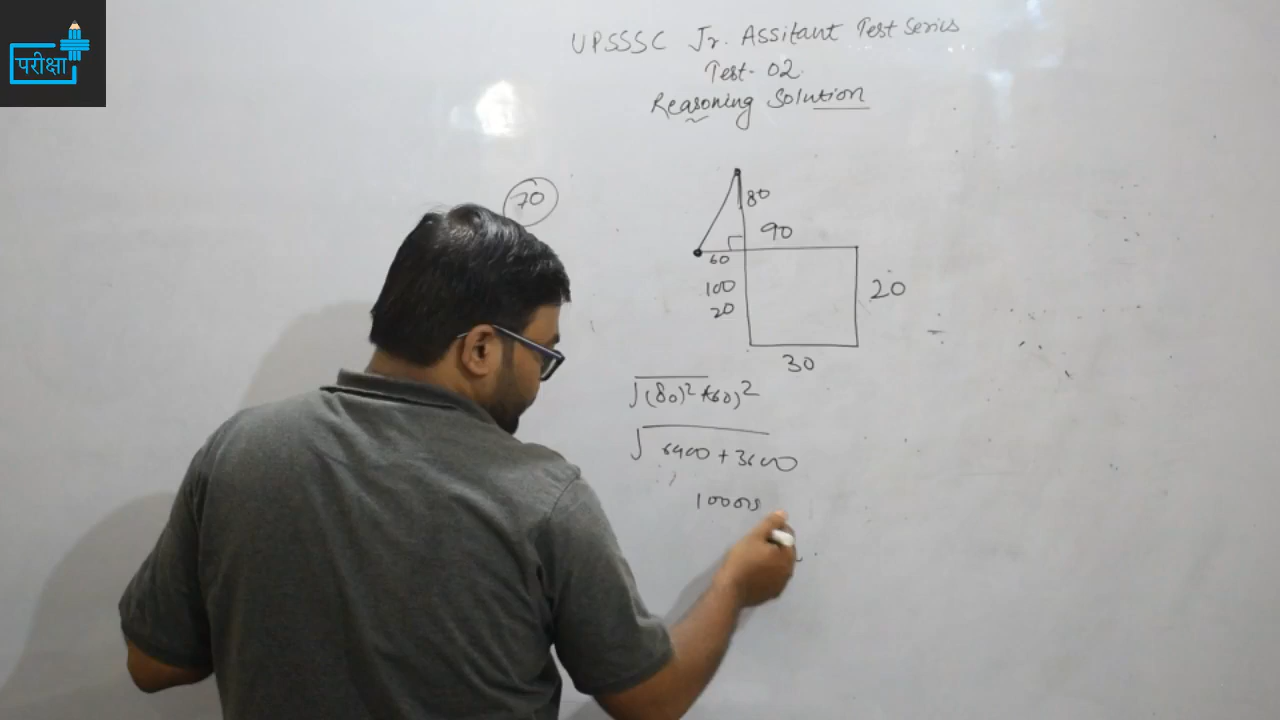 परीक्षा
UPSSSC Jr. Assitant Test Series
Test- 02
Reasoning Solution
70
80
90
60
100
20
20
30
√(80)² + (60)²
√6400 + 3600
10000